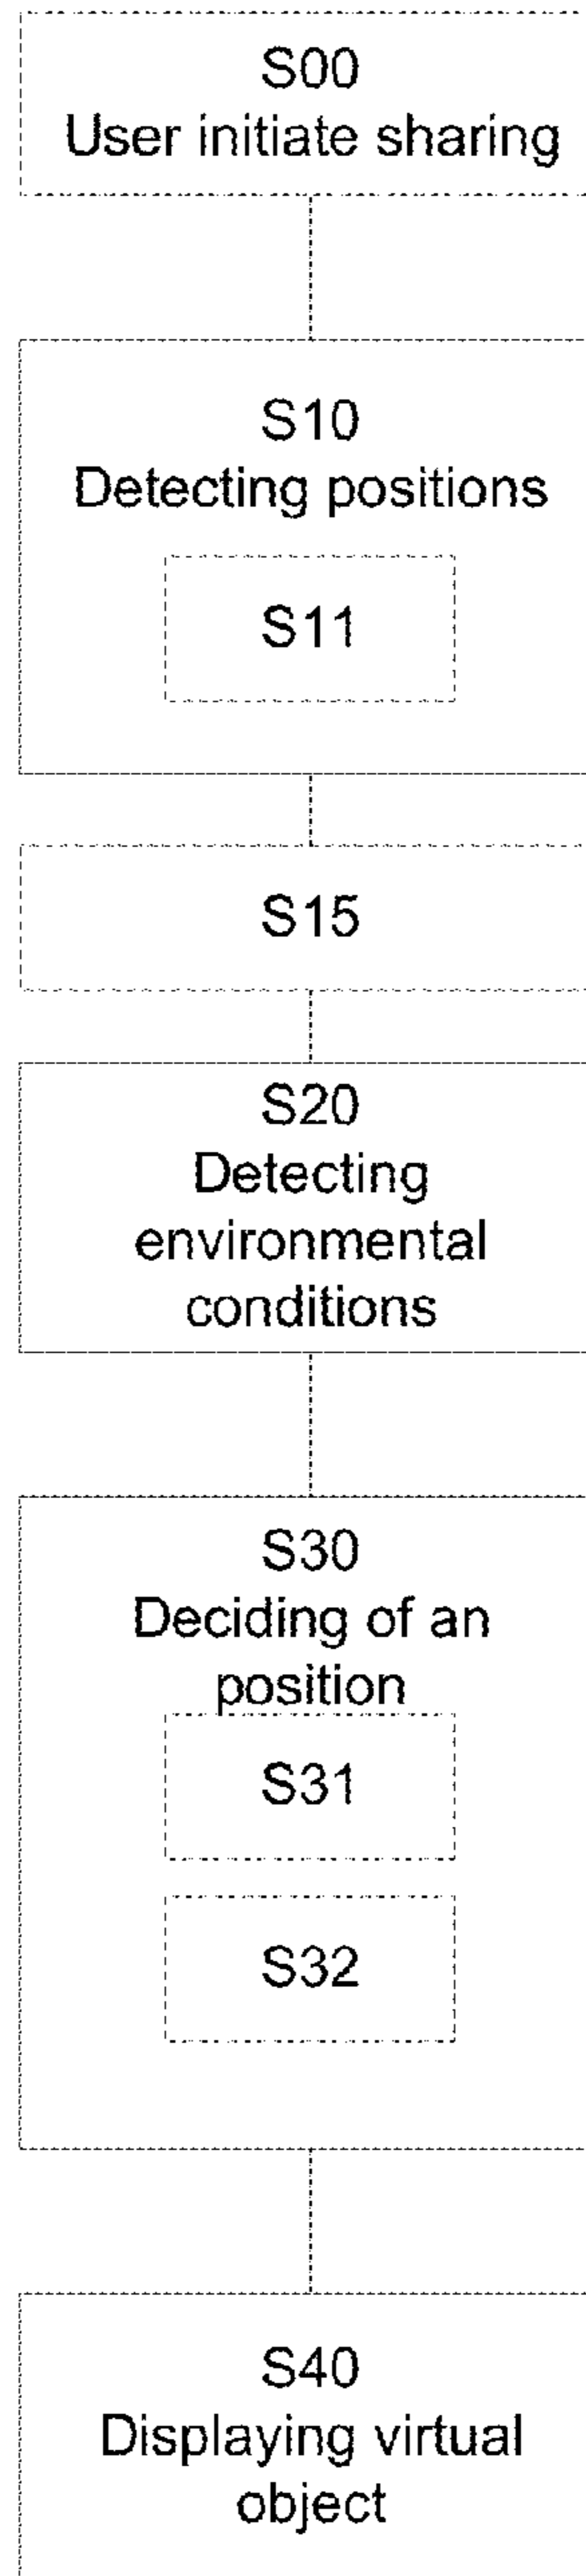 S00
User initiate sharing
S10
Detecting positions
S11
S15
S20
Detecting
environmental
conditions
S30
Deciding of an
position
S31
S32
S40
Displaying virtual
object